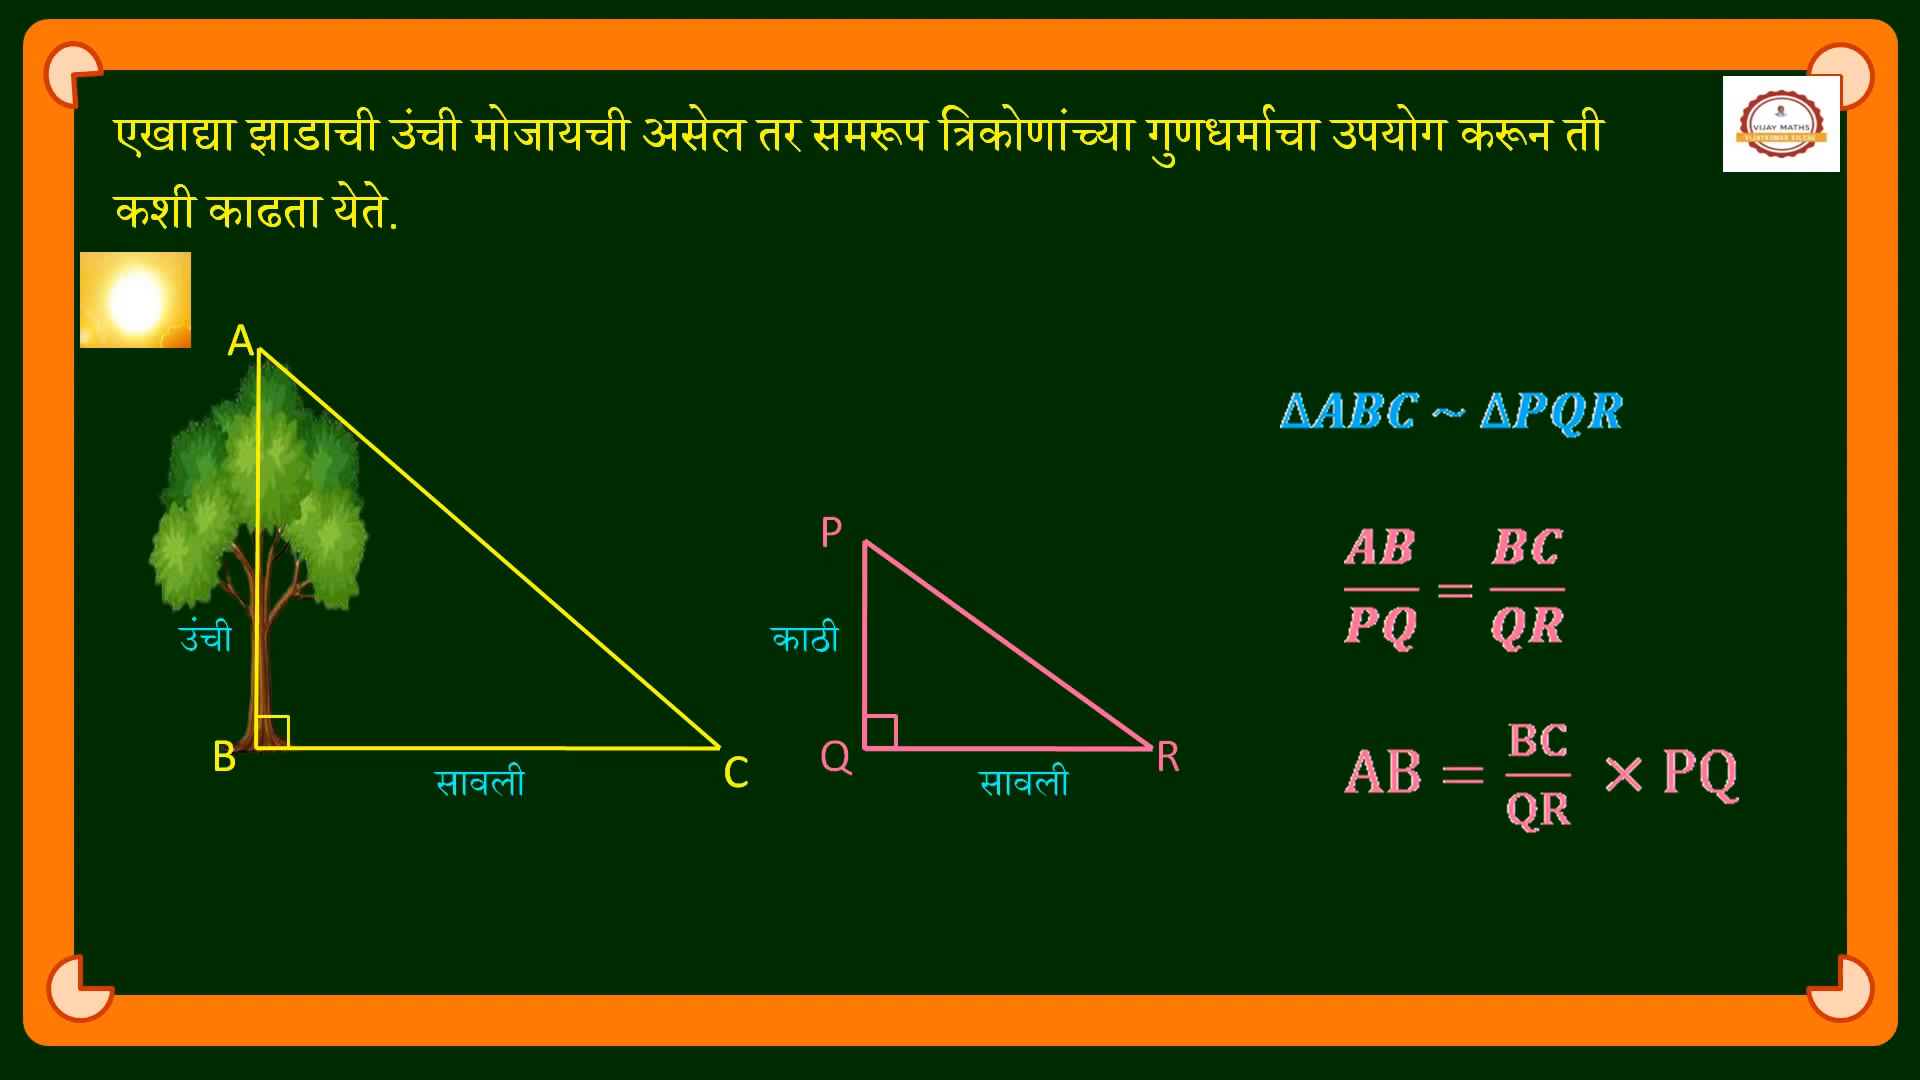 एखाद्या झाडाची उंची मोजायची असेल तर समरूप त्रिकोणांच्या गुणधर्माचा उपयोग करून ती
कशी काढता येते.
VIJAY MATHS
A
B
C
उंची
सावली
P
Q
R
काठी
सावली
ΔABC ~ ΔPQR
AB/PQ = BC/QR
AB = BC/QR × PQ